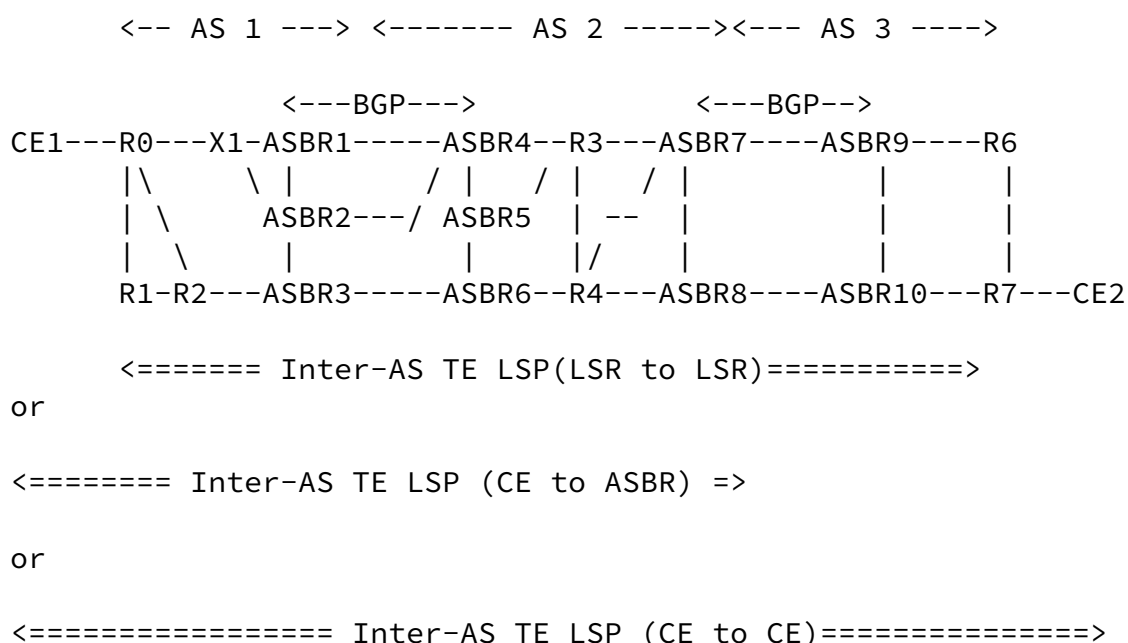 <-- AS 1 ---> <------- AS 2 -----><--- AS 3 ---->
<---BGP---> <---BGP-->
CE1---R0---X1-ASBR1-----ASBR4--R3---ASBR7----ASBR9----R6
|\ \ | / | / | / | | |
| \ ASBR2---/ ASBR5 | -- | | |
| \ | | |/ | | |
R1-R2---ASBR3-----ASBR6--R4---ASBR8----ASBR10---R7---CE2
<======= Inter-AS TE LSP(LSR to LSR)===========>
or
<======== Inter-AS TE LSP (CE to ASBR) =>
or
<================= Inter-AS TE LSP (CE to CE)===============>